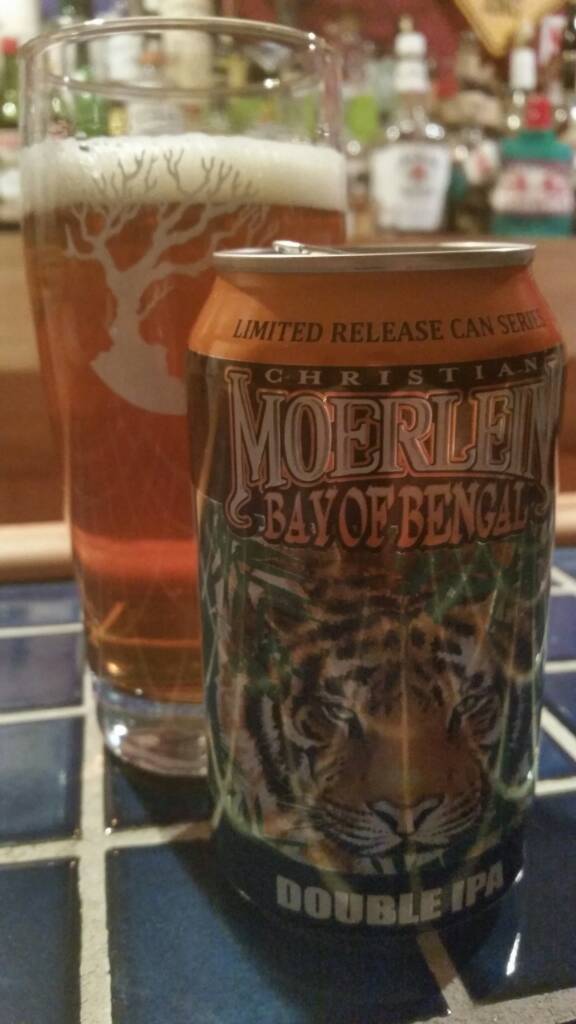 LIMITED RELEASE CAN SERIES
CHRISTIAN
MOERLEIN
BAY OF BENGAL
DOUBLE IPA